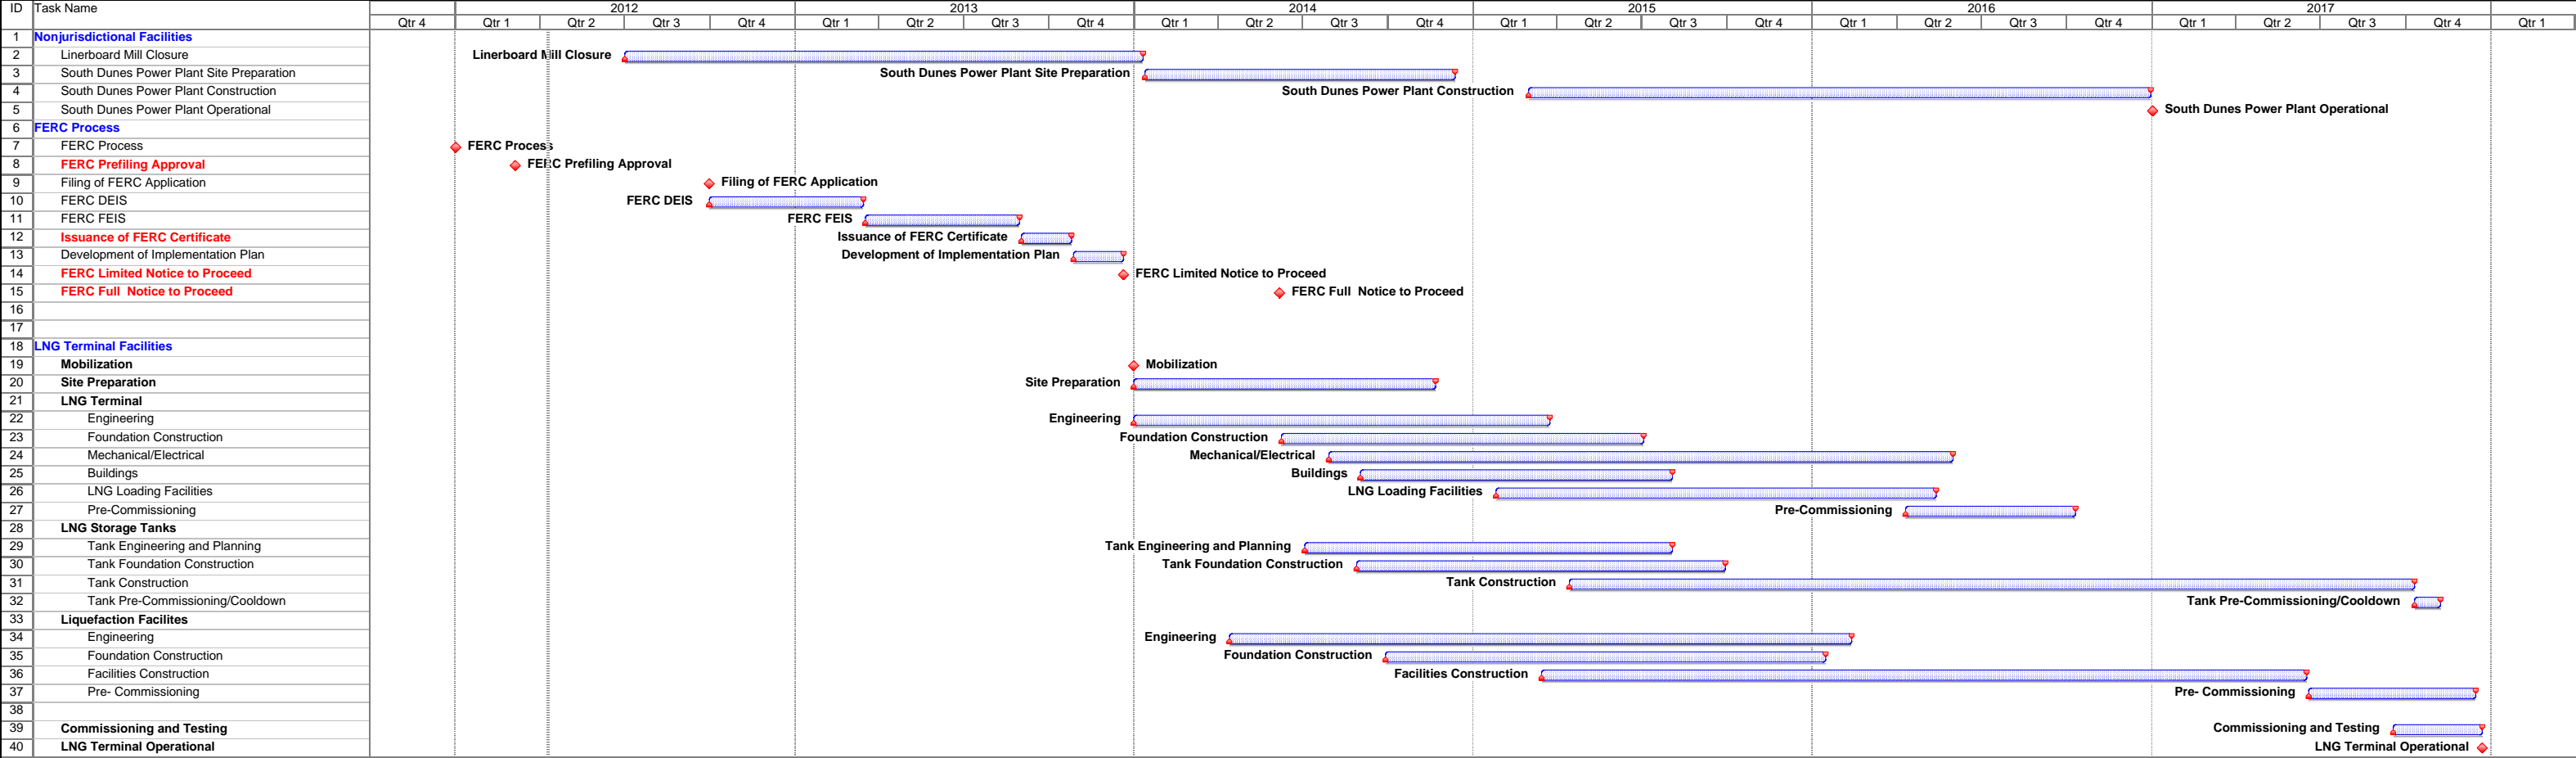 ID Task Name 2012 2013 2014 2015 2016 2017
Qtr 4 Qtr 1 Qtr 2 Qtr 3 Qtr 4 Qtr 1 Qtr 2 Qtr 3 Qtr 4 Qtr 1 Qtr 2 Qtr 3 Qtr 4 Qtr 1 Qtr 2 Qtr 3 Qtr 4 Qtr 1 Qtr 2 Qtr 3 Qtr 4 Qtr 1 Qtr 2 Qtr 3 Qtr 4 Qtr 1
1 Nonjurisdictional Facilities
2 Linerboard Mill Closure Linerboard Mill Closure
3 South Dunes Power Plant Site Preparation South Dunes Power Plant Site Preparation
4 South Dunes Power Plant Construction South Dunes Power Plant Construction
5 South Dunes Power Plant Operational South Dunes Power Plant Operational
6 FERC Process
7 FERC Process FERC Process
8 FERC Prefiling Approval FERC Prefiling Approval
9 Filing of FERC Application Filing of FERC Application
10 FERC DEIS FERC DEIS
11 FERC FEIS FERC FEIS
12 Issuance of FERC Certificate Issuance of FERC Certificate
13 Development of Implementation Plan Development of Implementation Plan
14 FERC Limited Notice to Proceed FERC Limited Notice to Proceed
15 FERC Full  Notice to Proceed FERC Full  Notice to Proceed
16
17
18 LNG Terminal Facilities
19 Mobilization Mobilization
20 Site Preparation Site Preparation
21 LNG Terminal
22 Engineering Engineering
23 Foundation Construction Foundation Construction
24 Mechanical/Electrical Mechanical/Electrical
25 Buildings Buildings
26 LNG Loading Facilities LNG Loading Facilities
27 Pre-Commissioning Pre-Commissioning
28 LNG Storage Tanks
29 Tank Engineering and Planning Tank Engineering and Planning
30 Tank Foundation Construction Tank Foundation Construction
31 Tank Construction Tank Construction
32 Tank Pre-Commissioning/Cooldown Tank Pre-Commissioning/Cooldown
33 Liquefaction Facilites
34 Engineering Engineering
35 Foundation Construction Foundation Construction
36 Facilities Construction Facilities Construction
37 Pre- Commissioning Pre- Commissioning
38
39 Commissioning and Testing Commissioning and Testing
40 LNG Terminal Operational LNG Terminal Operational